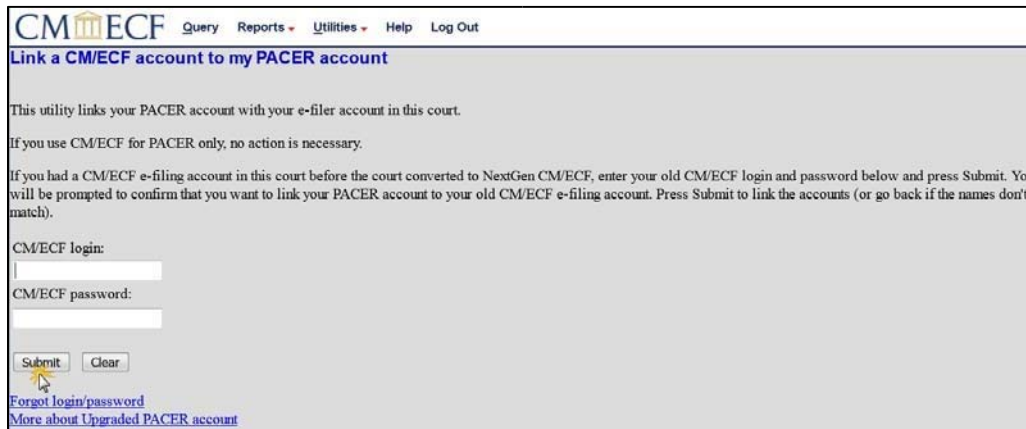 CM ECF Query Reports Utilities Help Log Out
Link a CM/ECF account to my PACER account
This utility links your PACER account with your e-filer account in this court.
If you use CM/ECF for PACER only, no action is necessary.
If you had a CM/ECF e-filing account in this court before the court converted to NextGen CM/ECF, enter your old CM/ECF login and password below and press Submit. Yo
will be prompted to confirm that you want to link your PACER account to your old CM/ECF e-filing account. Press Submit to link the accounts (or go back if the names don't
match).
CM/ECF login:
CM/ECF password:
Submit Clear
Forgot login/password
More about Upgraded PACER account